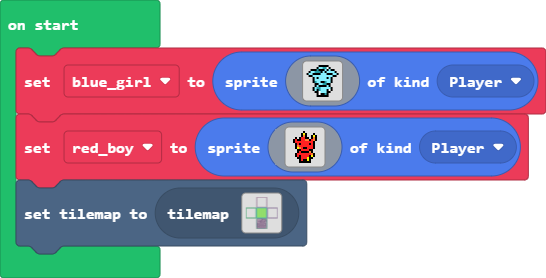 on start
set blue_girl to sprite of kind Player
set red_boy to sprite of kind Player
set tilemap to tilemap